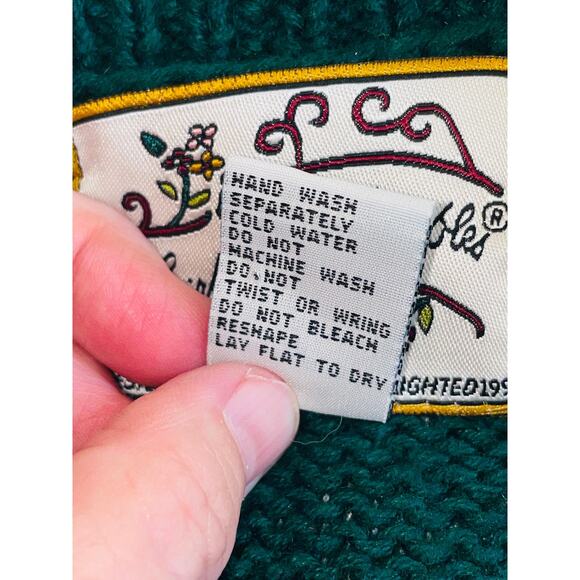 HAND WASH
SEPARATELY
COLD WATER
DO NOT
MACHINE WASH
DO NOT
TWIST OR WRING
DO NOT BLEACH
RESHAPE
LAY FLAT TO DRY
®